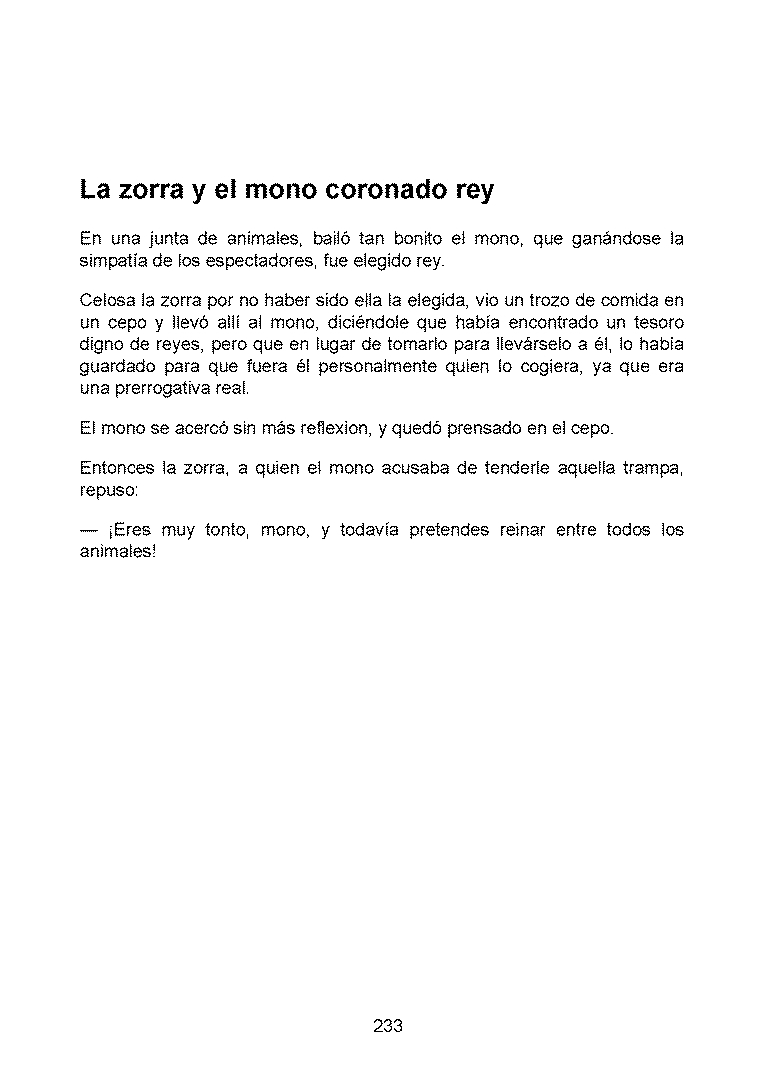 La zorra y el mono coronado rey
En una junta de animales, bailó tan bonito el mono, que ganándose la
simpatía de los espectadores, fue elegido rey.
Celosa la zorra por no haber sido ella la elegida, vio un trozo de comida en
un cepo y llevó allí al mono, diciéndole que había encontrado un tesoro
digno de reyes, pero que en lugar de tomarlo para llevárselo a él, lo había
guardado para que fuera él personalmente quien lo cogiera, ya que era
una prerrogativa real.
El mono se acercó sin más reflexion, y quedó prensado en el cepo.
Entonces la zorra, a quien el mono acusaba de tenderle aquella trampa,
repuso:
— ¡Eres muy tonto, mono, y todavía pretendes reinar entre todos los
animales!
233